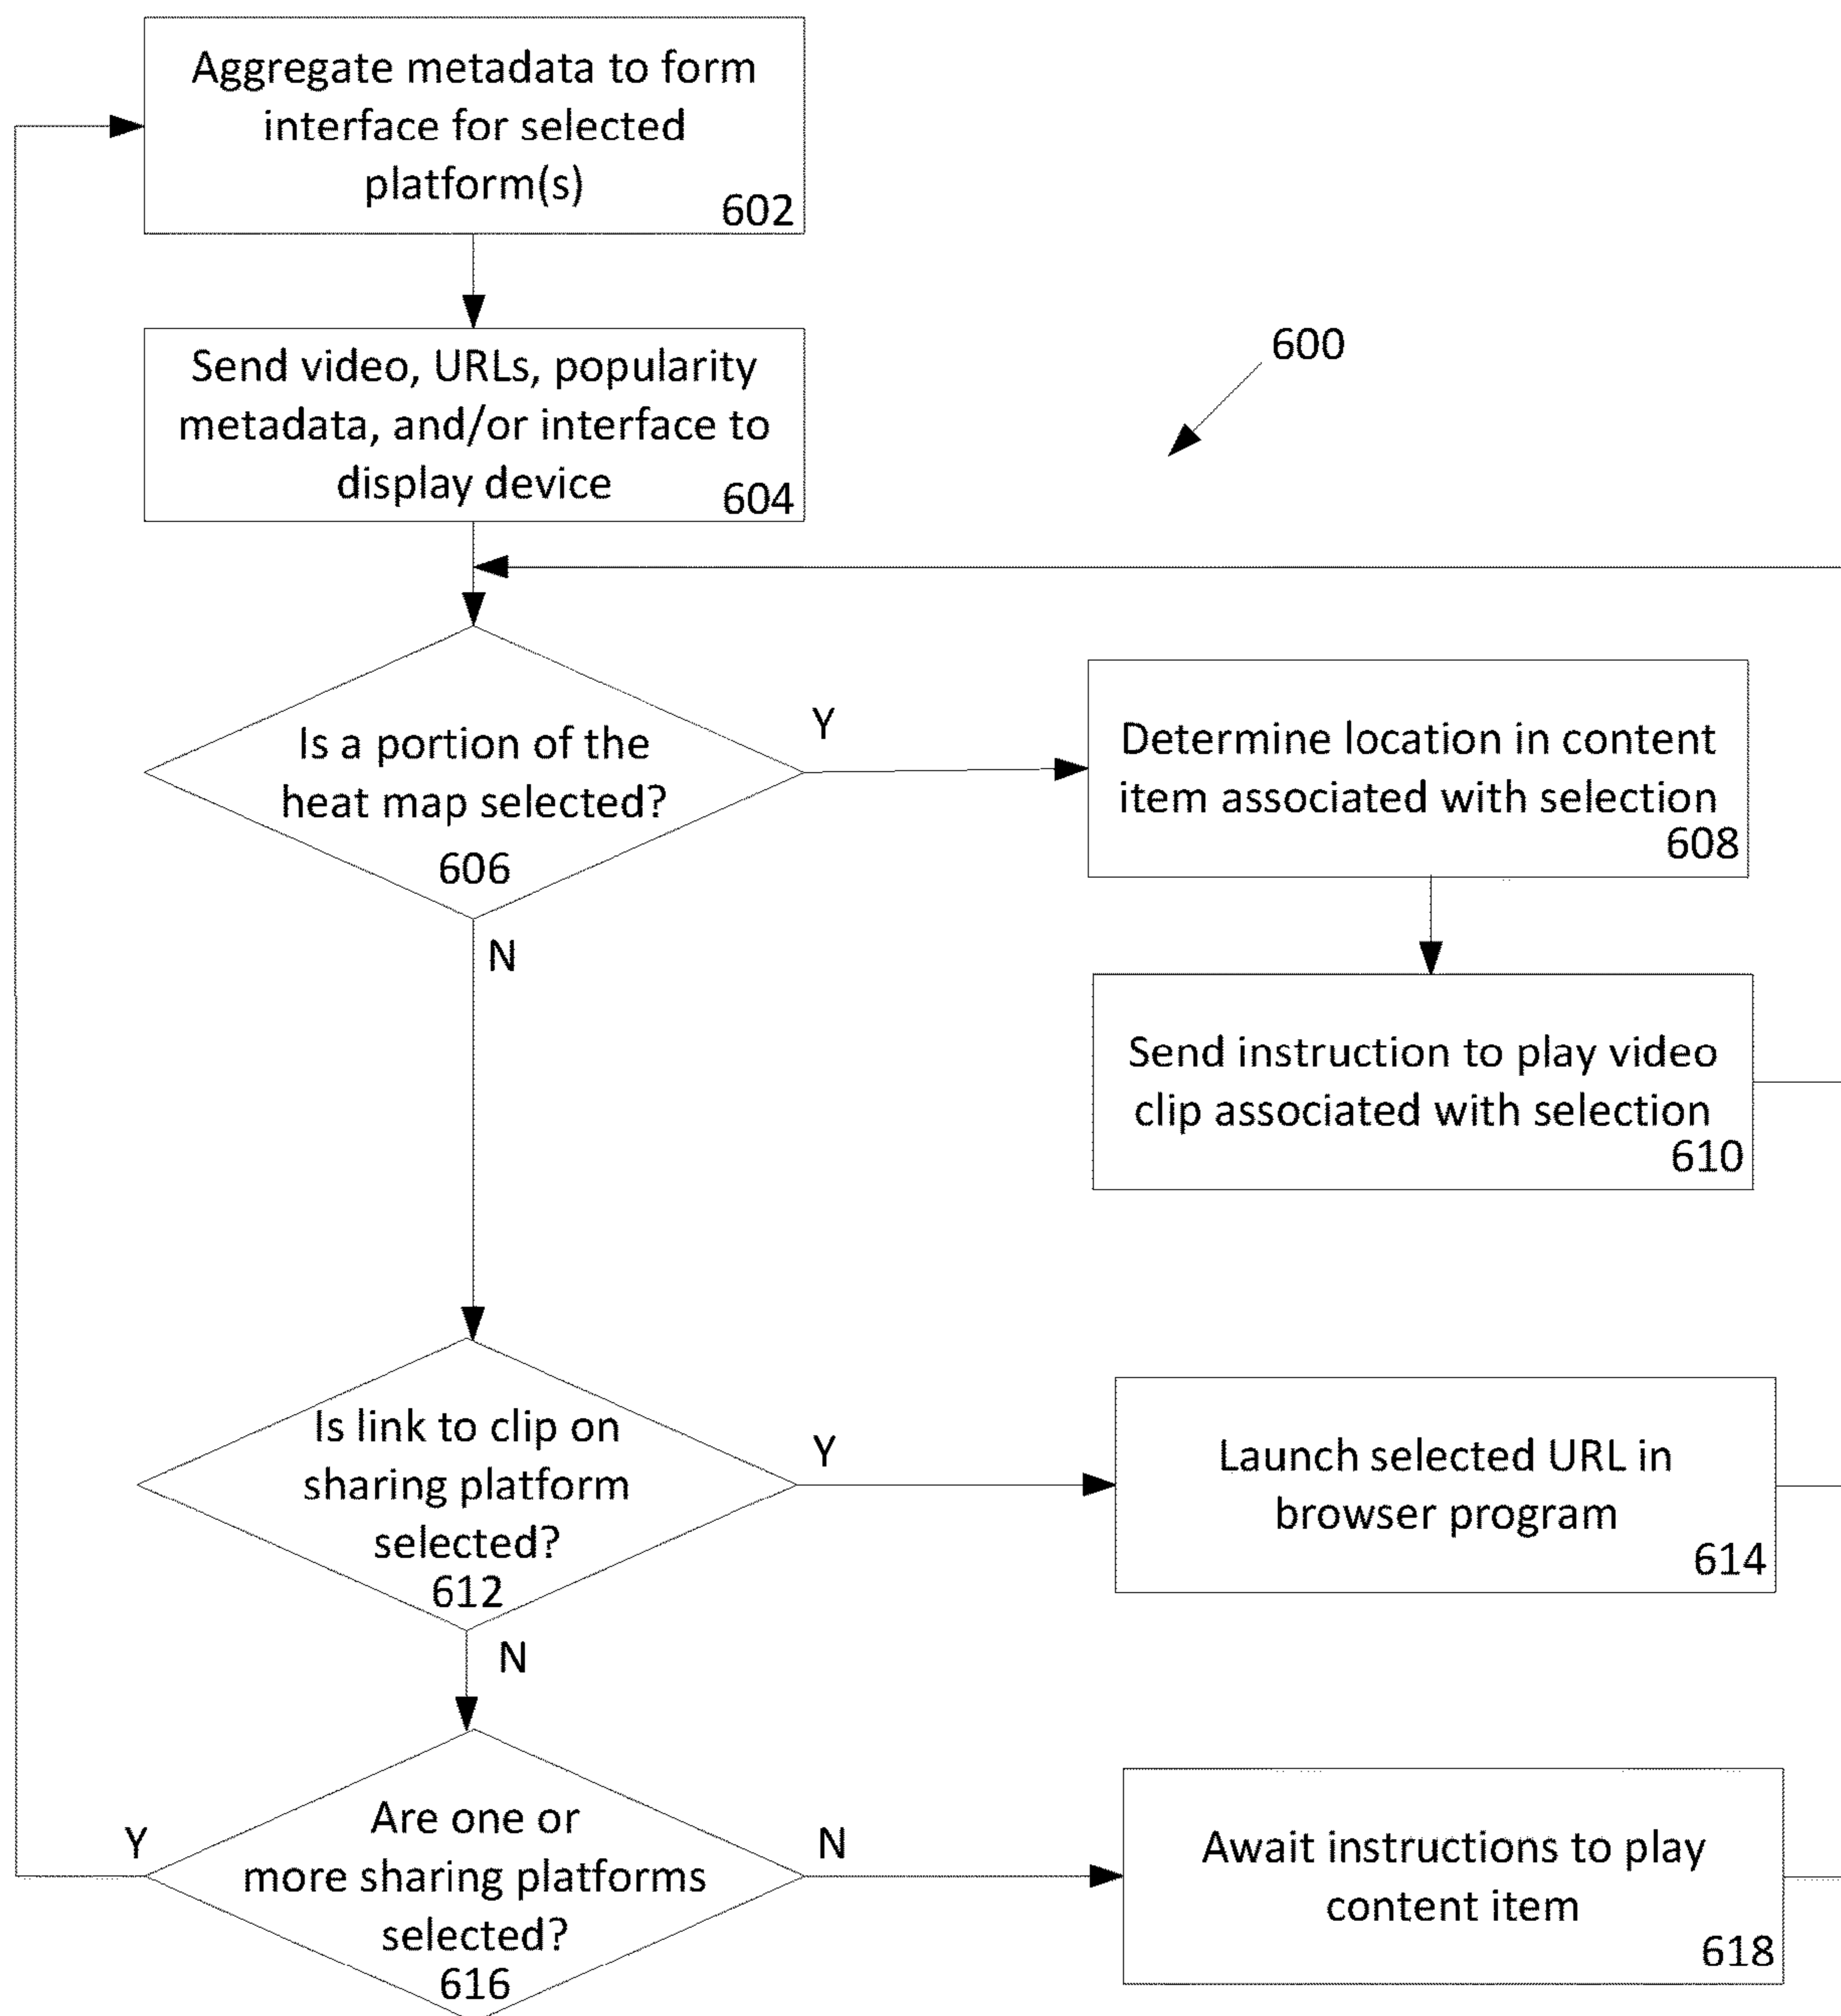 Aggregate metadata to form
interface for selected
platform(s)
602
Send video, URLs, popularity
metadata, and/or interface to
display device
604
600
Is a portion of the
heat map selected?
606
Y
N
Determine location in content
item associated with selection
608
Send instruction to play video
clip associated with selection
610
Is link to clip on
sharing platform
selected?
612
Y
N
Launch selected URL in
browser program
614
Are one or
more sharing platforms
selected?
616
Y
N
Await instructions to play
content item
618